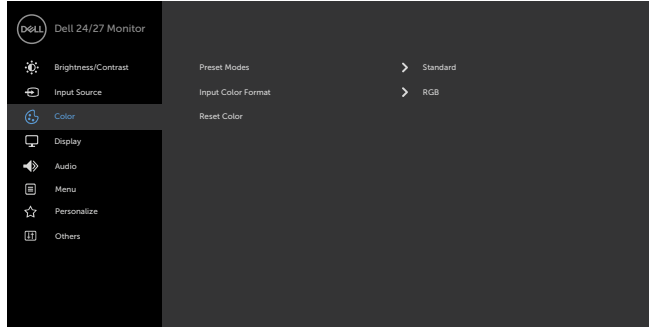 DELL Dell 24/27 Monitor
Brightness/Contrast Preset Modes Standard
Input Source Input Color Format RGB
Color Reset Color
Display
Audio
Menu
Personalize
Others